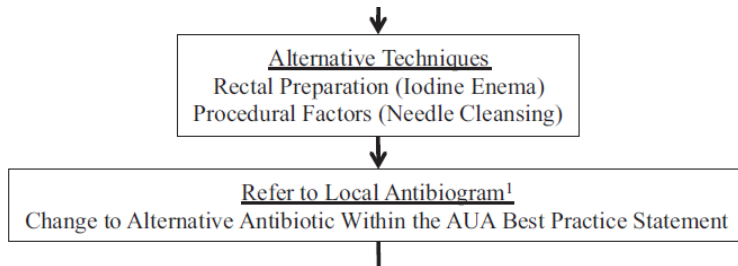 Alternative Techniques
Rectal Preparation (Iodine Enema)
Procedural Factors (Needle Cleansing)
Refer to Local Antibiogram¹
Change to Alternative Antibiotic Within the AUA Best Practice Statement